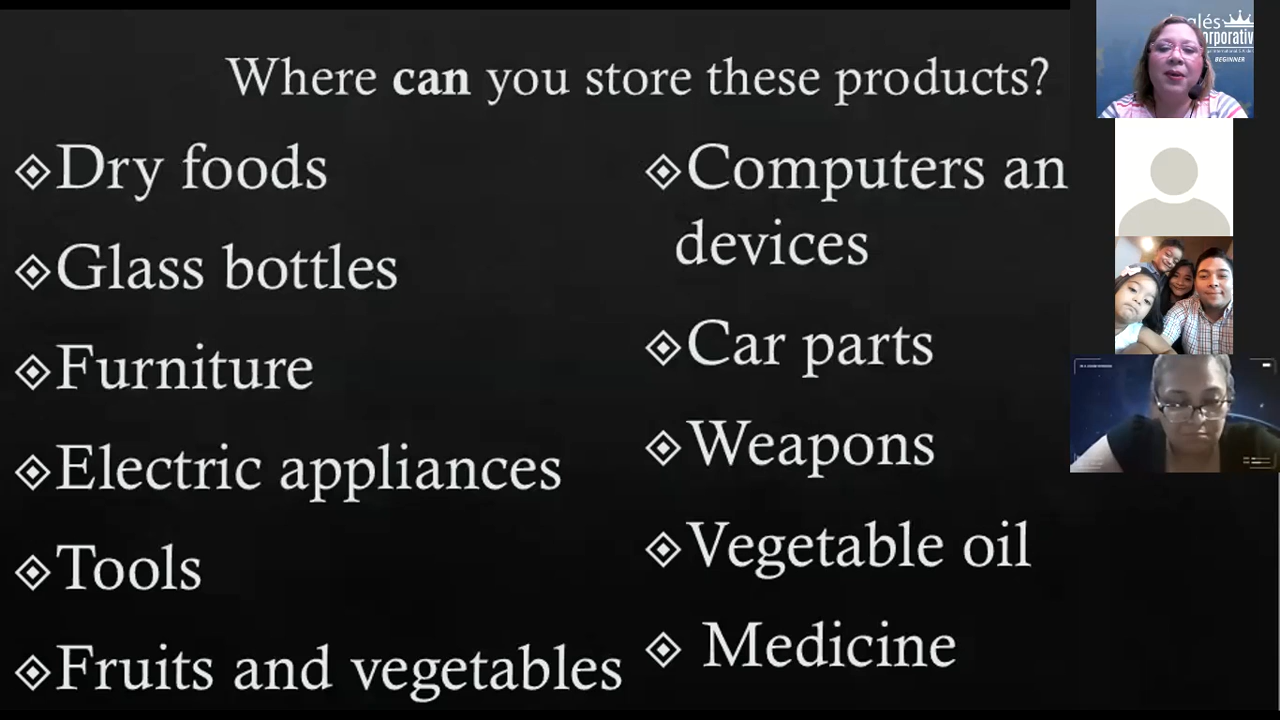 Where can you store these products?
Dry foods
Glass bottles
Furniture
Electric appliances
Tools
Fruits and vegetables
Computers an
devices
Car parts
Weapons
Vegetable oil
Medicine
BEGINNER